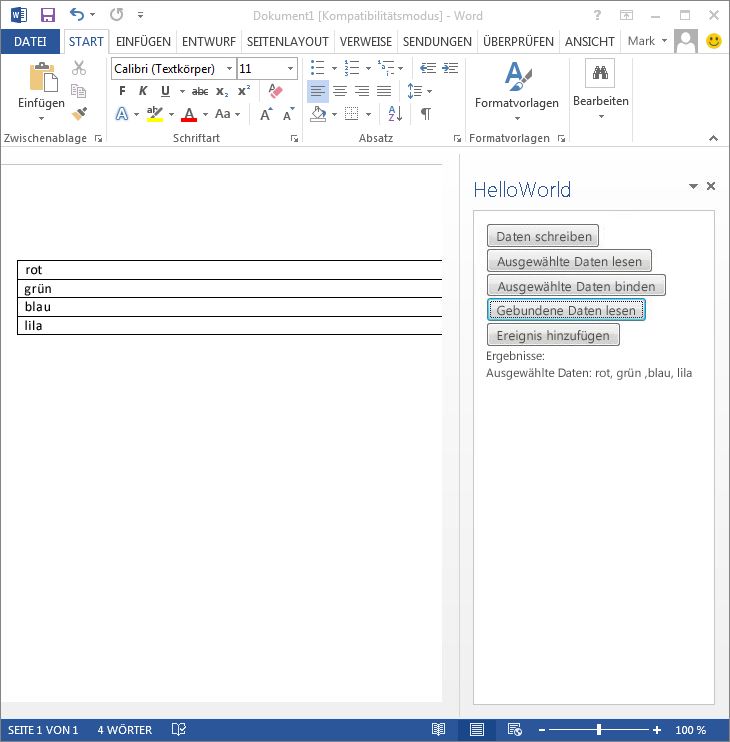 Dokument1 [Kompatibilitätsmodus] - Word
?
DATEI START EINFÜGEN ENTWURF SEITENLAYOUT VERWEISE SENDUNGEN ÜBERPRÜFEN ANSICHT Mark
Calibri (Textkörper) 11
F K U abc x₂ x²
A ab A Aa A A
A Z
Einfügen
Formatvorlagen
Bearbeiten
Zwischenablage Schriftart Absatz Formatvorlagen
rot
grün
blau
lila
HelloWorld
Daten schreiben
Ausgewählte Daten lesen
Ausgewählte Daten binden
Gebundene Daten lesen
Ereignis hinzufügen
Ergebnisse:
Ausgewählte Daten: rot, grün ,blau, lila
SEITE 1 VON 1 4 WÖRTER 100 %